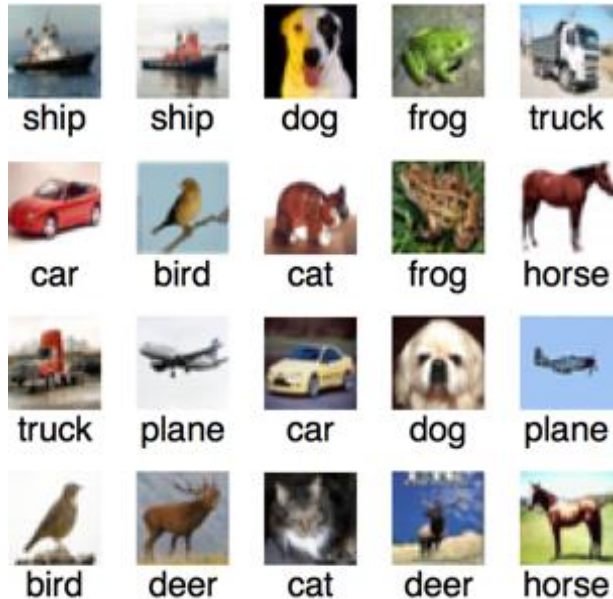 ship ship dog frog truck
car bird cat frog horse
truck plane car dog plane
bird deer cat deer horse